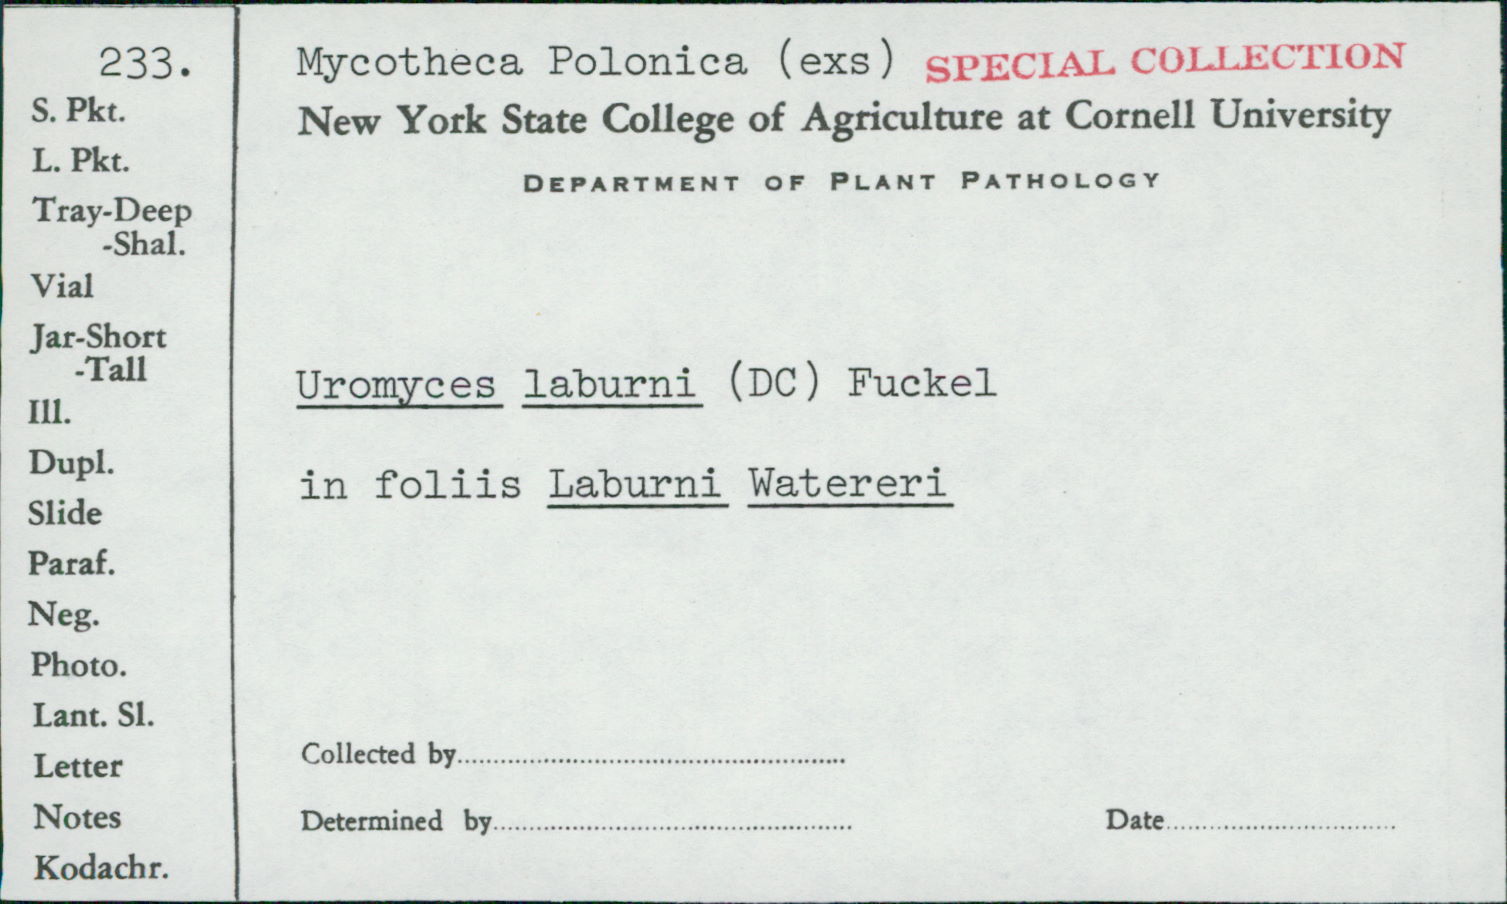 233.
S. Pkt.
L. Pkt.
Tray-Deep
-Shal.
Vial
Jar-Short
-Tall
Ill.
Dupl.
Slide
Paraf.
Neg.
Photo.
Lant. Sl.
Letter
Notes
Kodachr.
Mycotheca Polonica (exs) SPECIAL COLLECTION
New York State College of Agriculture at Cornell University
DEPARTMENT OF PLANT PATHOLOGY
Uromyces laburni (DC) Fuckel
in foliis Laburni Watereri
Collected by
Determined by
Date